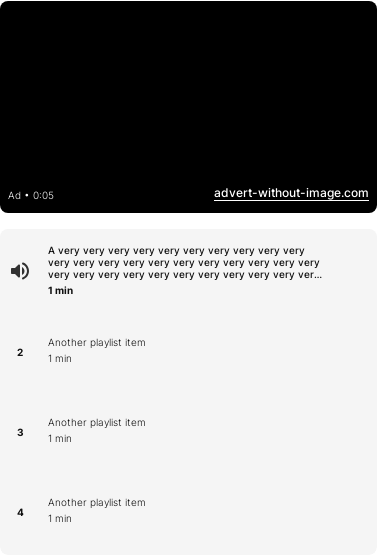 Ad • 0:05
advert-without-image.com
A very very very very very very very very very very
very very very very very very very very very very very
very very very very very very very very very very ver...
1 min
2
Another playlist item
1 min
3
Another playlist item
1 min
4
Another playlist item
1 min